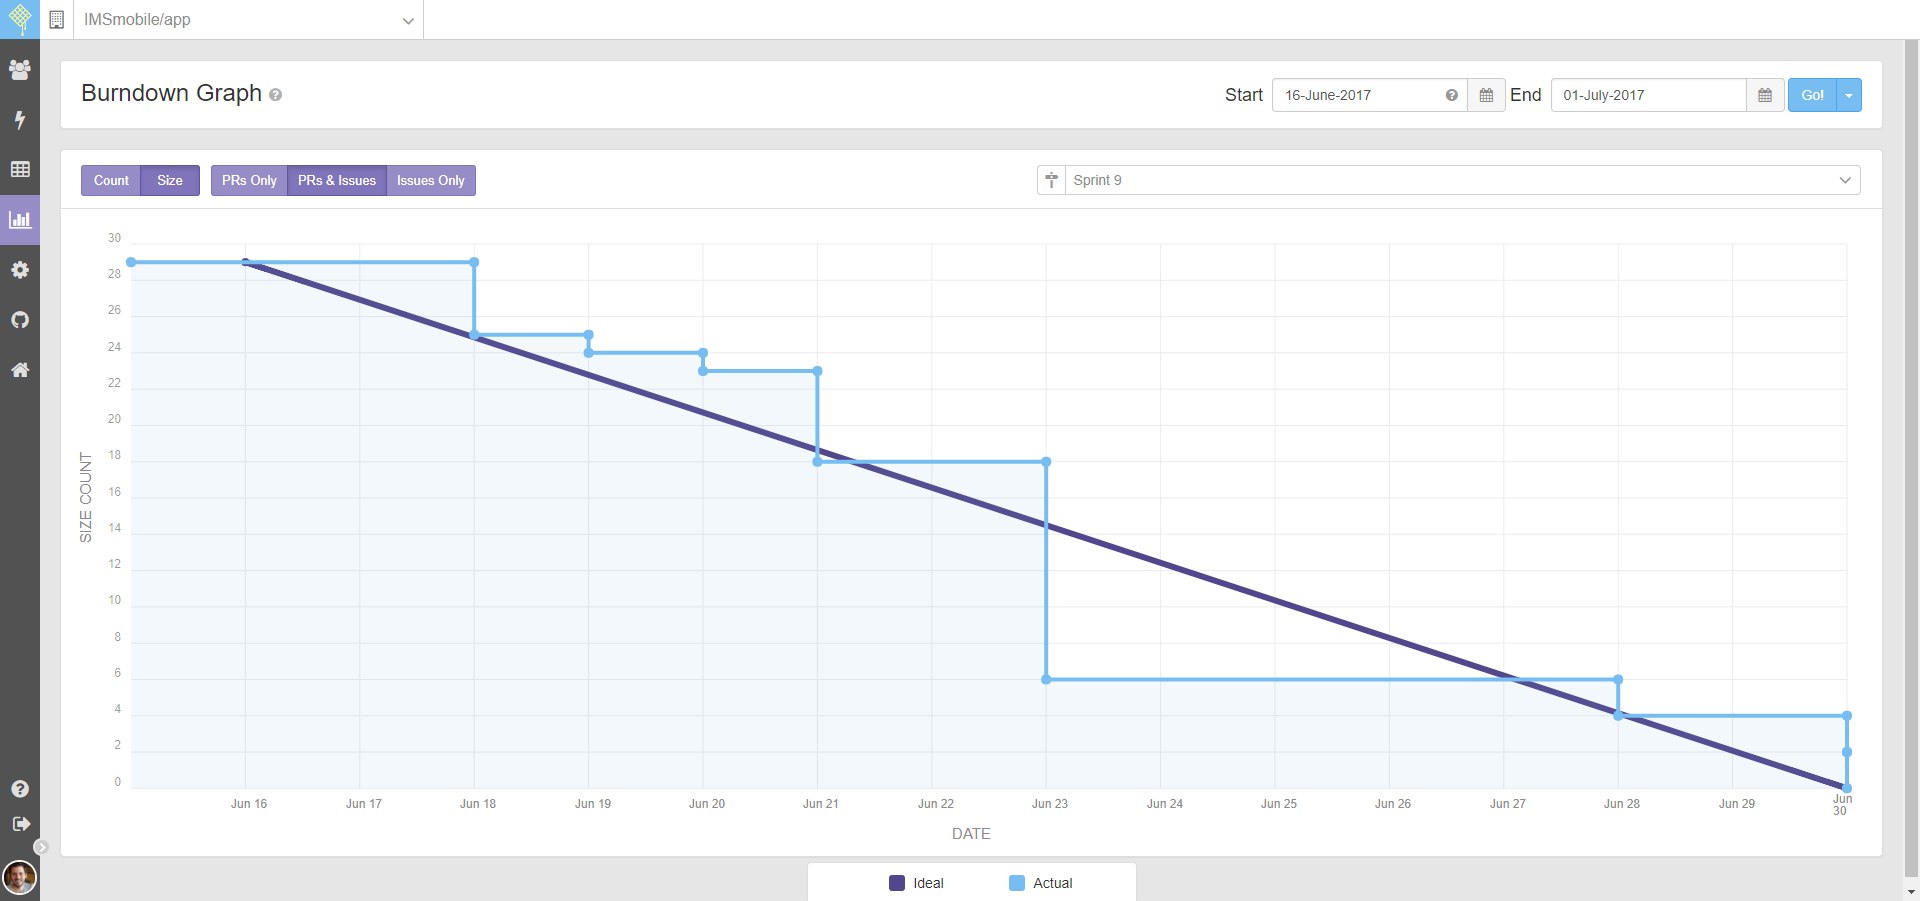 IMSmobile/app
Burndown Graph
Start 16-June-2017 End 01-July-2017 Go!
Count Size PRs Only PRs & Issues Issues Only Sprint 9
30
28
26
24
22
20
18
16
14
12
10
8
6
4
2
0
SIZE COUNT
Jun 16 Jun 17 Jun 18 Jun 19 Jun 20 Jun 21 Jun 22 Jun 23 Jun 24 Jun 25 Jun 26 Jun 27 Jun 28 Jun 29 Jun 30
DATE
Ideal Actual